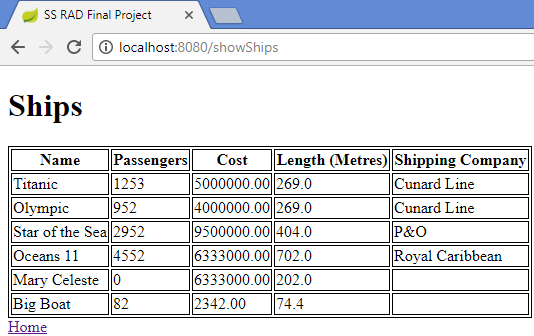 SS RAD Final Project
localhost:8080/showShips
Ships
Name Passengers Cost Length (Metres) Shipping Company
Titanic 1253 5000000.00 269.0 Cunard Line
Olympic 952 4000000.00 269.0 Cunard Line
Star of the Sea 2952 9500000.00 404.0 P&O
Oceans 11 4552 6333000.00 702.0 Royal Caribbean
Mary Celeste 0 6333000.00 202.0
Big Boat 82 2342.00 74.4
Home